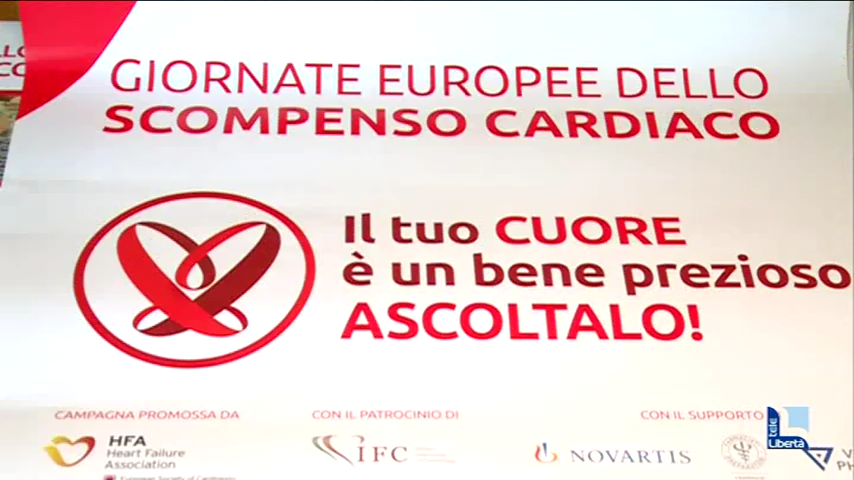 GIORNATE EUROPEE DELLO
SCOMPENSO CARDIACO
Il tuo CUORE
è un bene prezioso
ASCOLTALO!
CAMPAGNA PROMOSSA DA
CON IL PATROCINIO DI
CON IL SUPPORTO
HFA
Heart Failure
Association
IFC
NOVARTIS
tele
Libertà